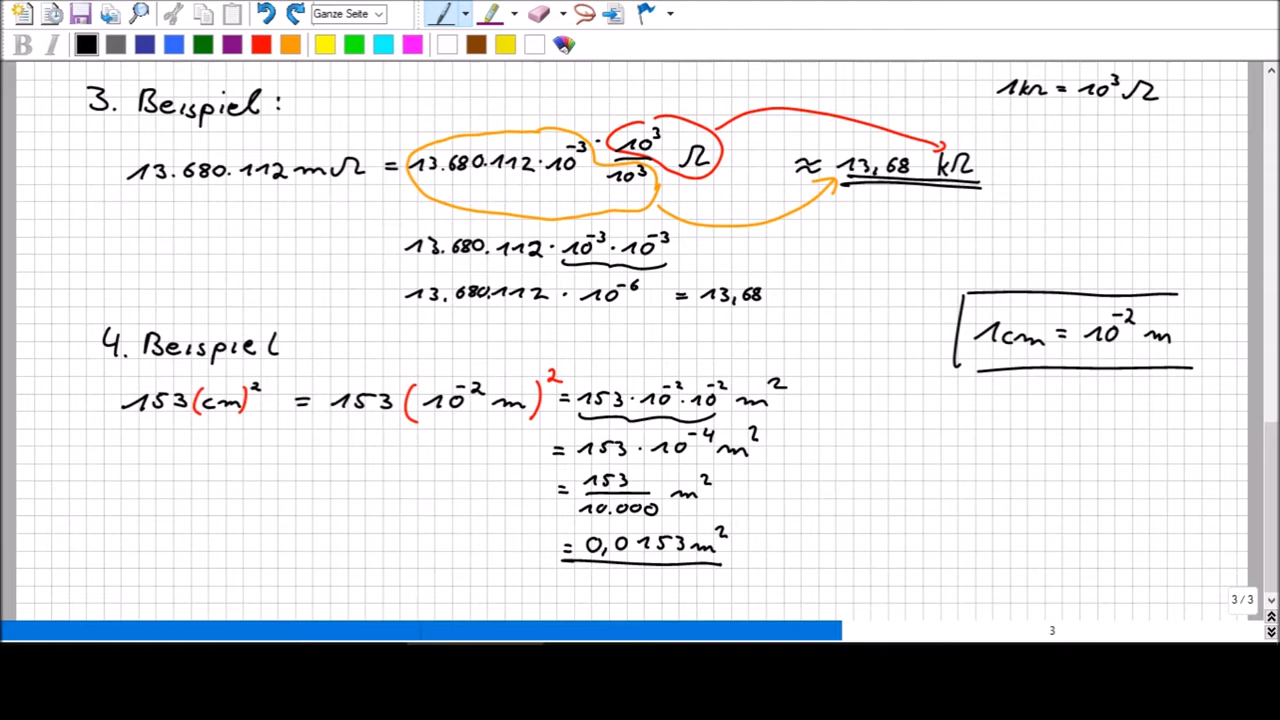 Ganze Seite
B I
3. Beispiel:
1kΩ = 10³ Ω
13.680.112 mΩ = 13.680.112 · 10⁻³ · 10³/10³ Ω ≈ 13,68 kΩ
13.680.112 · 10⁻³ · 10⁻³
13.680.112 · 10⁻⁶ = 13,68
1cm = 10⁻² m
4. Beispiel
153 (cm)² = 153 (10⁻² m)² = 153 · 10⁻² · 10⁻² m²
= 153 · 10⁻⁴ m²
= 153/10.000 m²
= 0,0153 m²
3 / 3
3